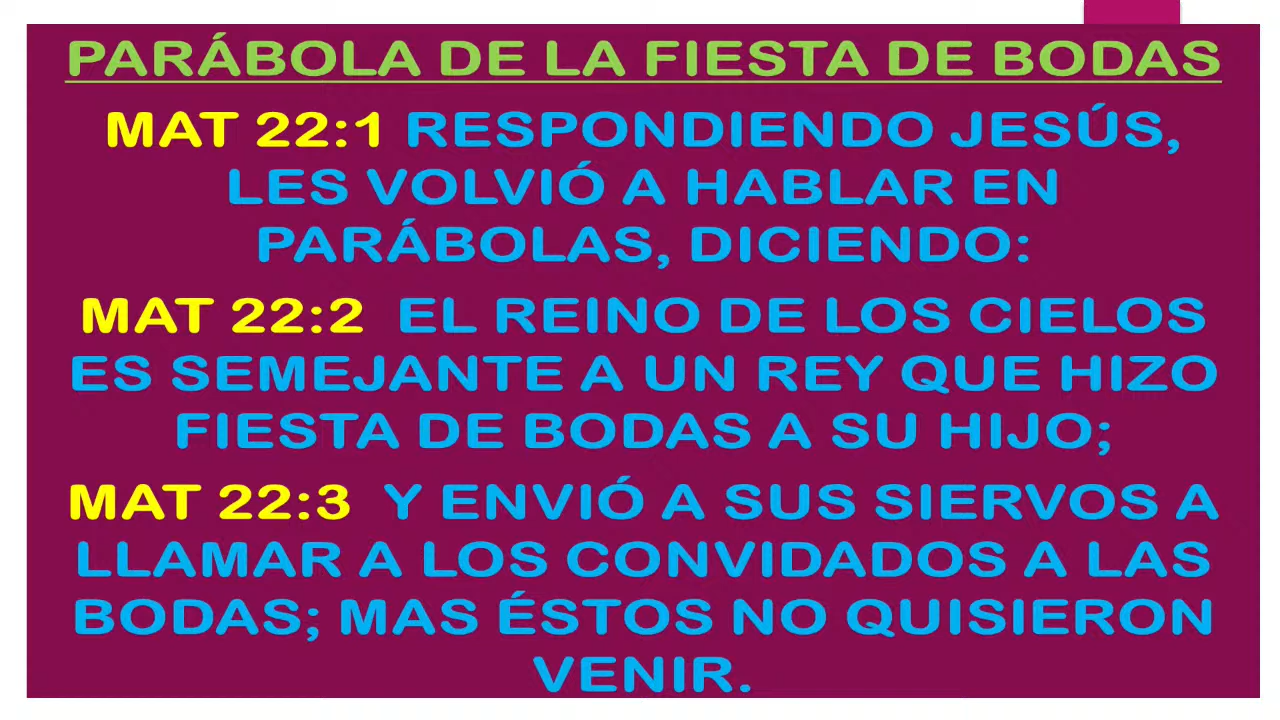 PARÁBOLA DE LA FIESTA DE BODAS
MAT 22:1 RESPONDIENDO JESÚS,
LES VOLVIÓ A HABLAR EN
PARÁBOLAS, DICIENDO:
MAT 22:2 EL REINO DE LOS CIELOS
ES SEMEJANTE A UN REY QUE HIZO
FIESTA DE BODAS A SU HIJO;
MAT 22:3 Y ENVIÓ A SUS SIERVOS A
LLAMAR A LOS CONVIDADOS A LAS
BODAS; MAS ÉSTOS NO QUISIERON
VENIR.